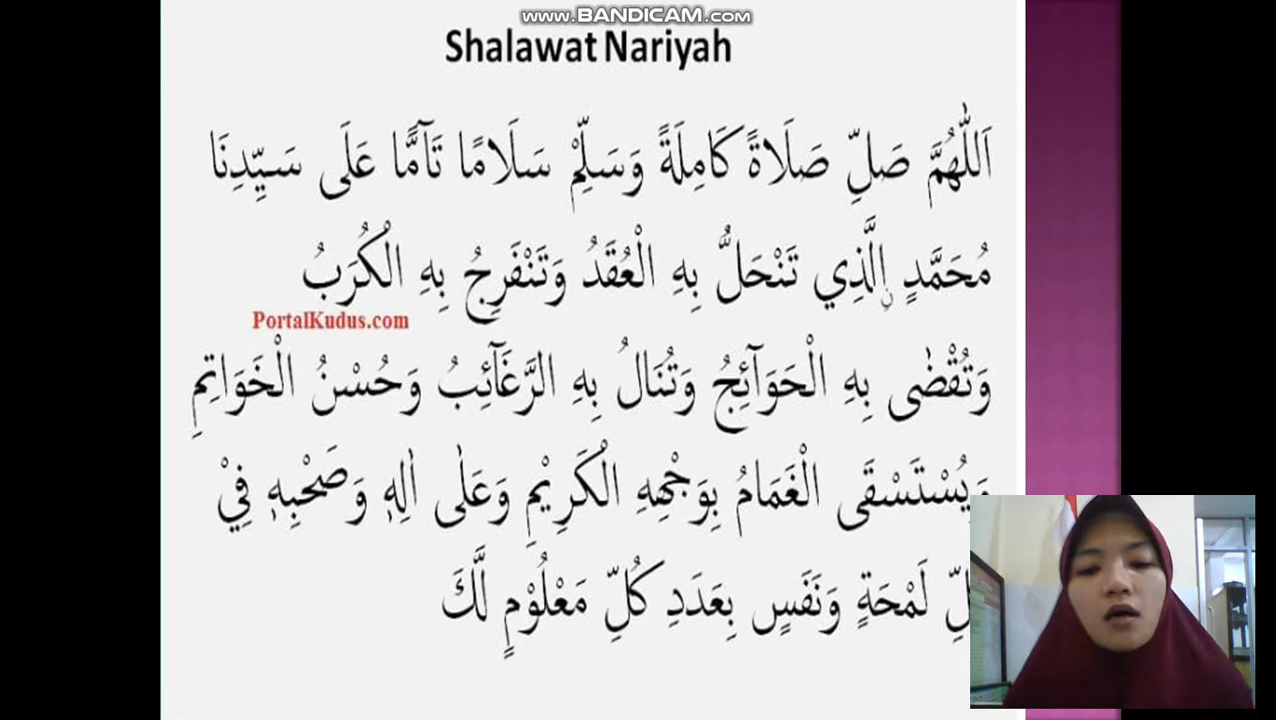 www.BANDICAM.com
Shalawat Nariyah
اَللّٰهُمَّ صَلِّ صَلَاةً كَامِلَةً وَسَلِّمْ سَلَامًا تَآمًّا عَلَى سَيِّدِنَا
مُحَمَّدٍ ࣙالَّذِي تَنْحَلُّ بِهِ الْعُقَدُ وَتَنْفَرِجُ بِهِ الْكُرَبُ
PortalKudus.com
وَتُقْضٰى بِهِ الْحَوَآئِجُ وَتُنَالُ بِهِ الرَّغَآئِبُ وَحُسْنُ الْخَوَاتِمِ
وَيُسْتَسْقَى الْغَمَامُ بِوَجْهِهِ الْكَرِيْمِ وَعَلٰى اٰلِهٖ وَصَحْبِهٖ فِيْ
لَمْحَةٍ وَنَفَسٍ بِعَدَدِ كُلِّ مَعْلُوْمٍ لَّكَ